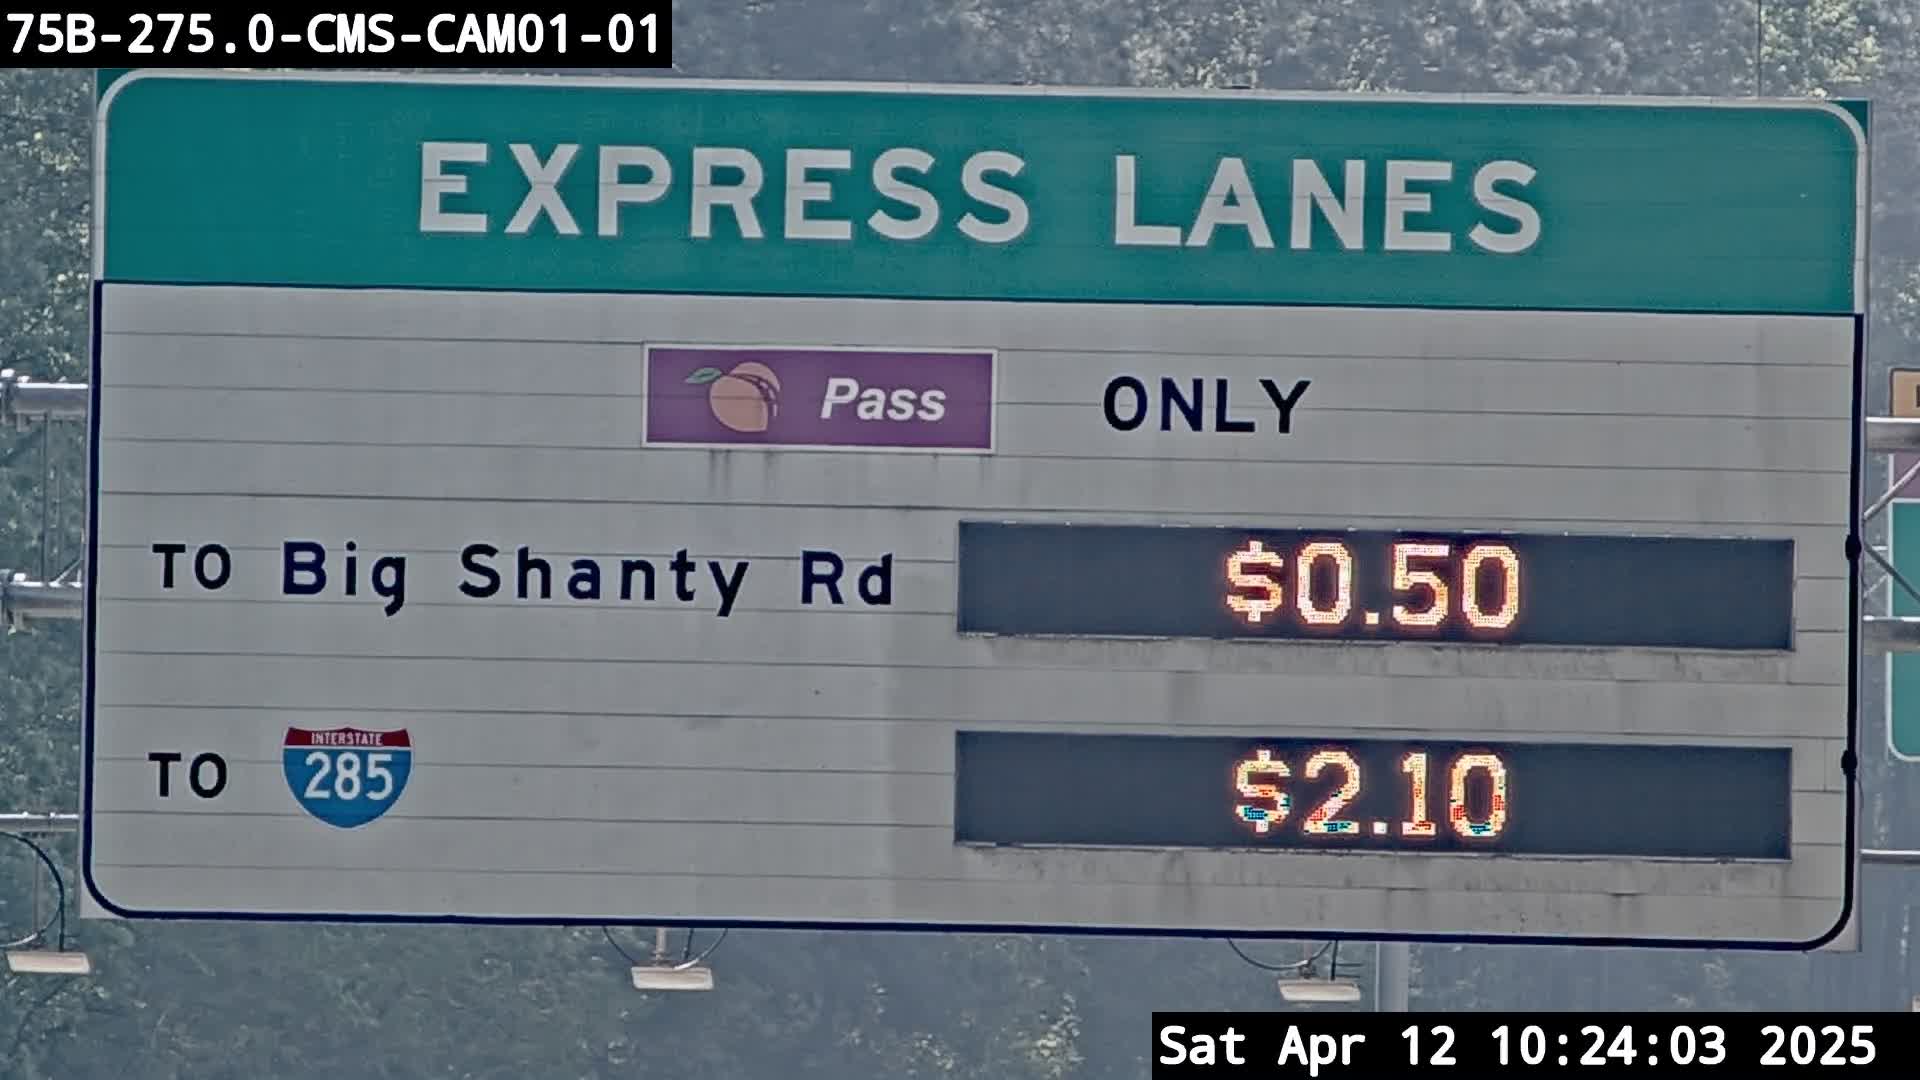 75B-275.0-CMS-CAM01-01
EXPRESS LANES
Pass ONLY
TO Big Shanty Rd $0.50
INTERSTATE
TO 285 $2.10
Sat Apr 12 10:24:03 2025